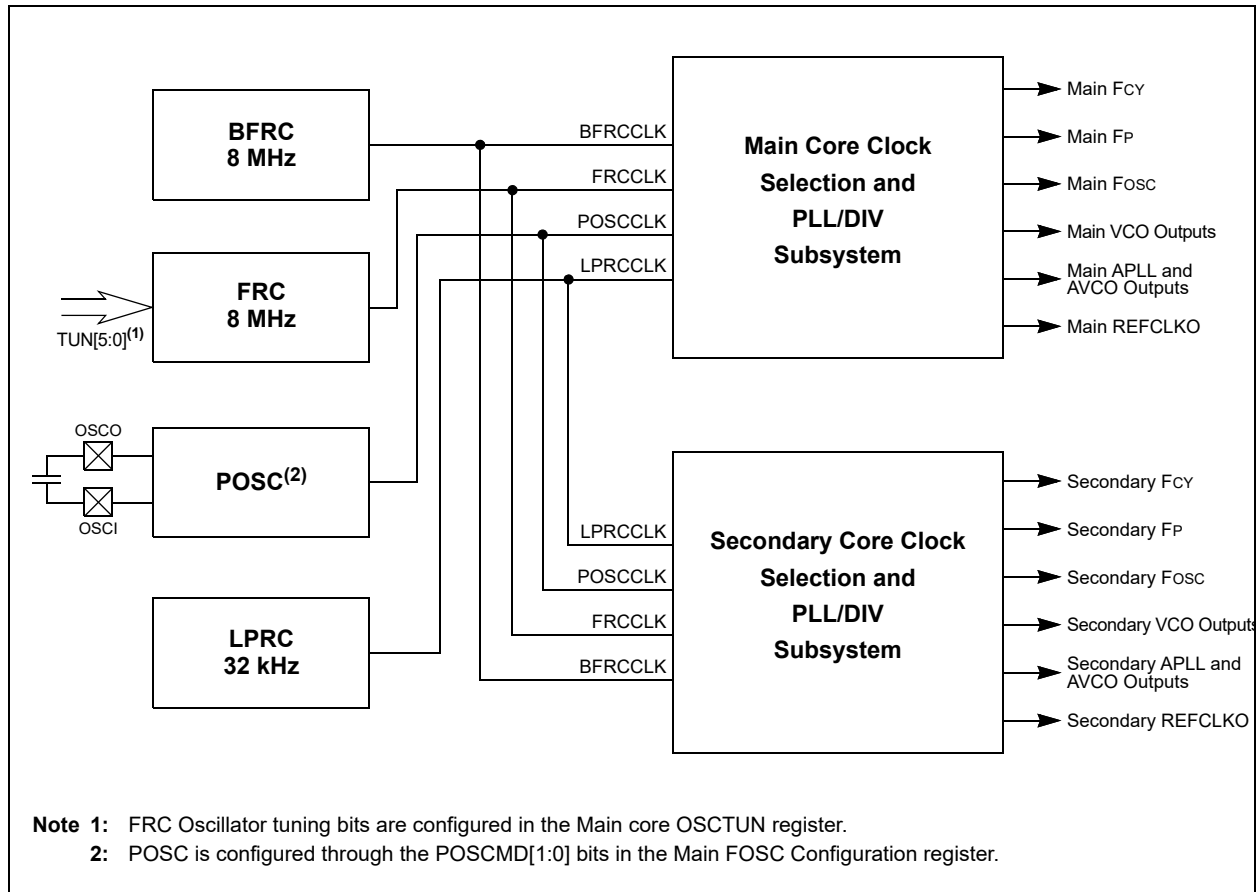 BFRC
8 MHz
FRC
8 MHz
TUN[5:0](1)
OSCO
OSCI
POSC(2)
LPRC
32 kHz
BFRCCLK
FRCCLK
POSCCLK
LPRCCLK
Main Core Clock
Selection and
PLL/DIV
Subsystem
Main FCY
Main FP
Main FOSC
Main VCO Outputs
Main APLL and
AVCO Outputs
Main REFCLKO
LPRCCLK
POSCCLK
FRCCLK
BFRCCLK
Secondary Core Clock
Selection and
PLL/DIV
Subsystem
Secondary FCY
Secondary FP
Secondary FOSC
Secondary VCO Outputs
Secondary APLL and
AVCO Outputs
Secondary REFCLKO
Note 1: FRC Oscillator tuning bits are configured in the Main core OSCTUN register.
2: POSC is configured through the POSCMD[1:0] bits in the Main FOSC Configuration register.